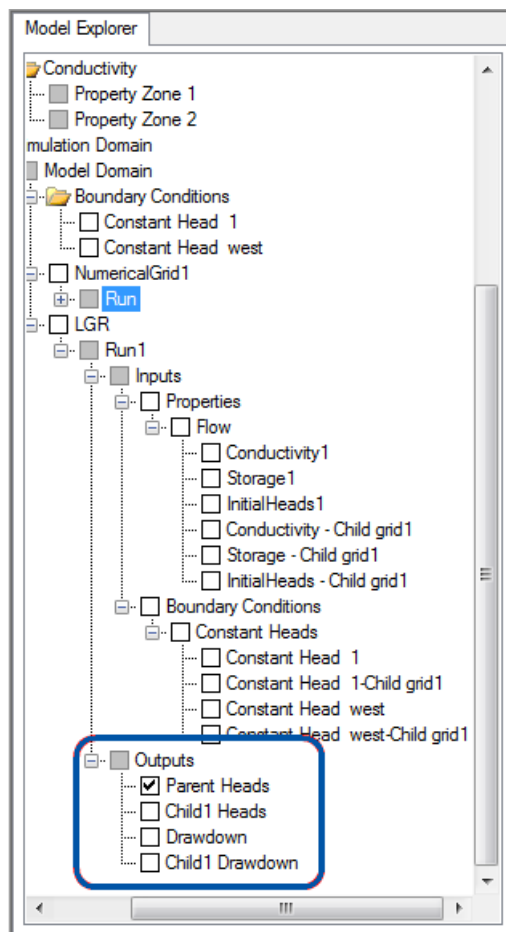 Model Explorer
Conductivity
Property Zone 1
Property Zone 2
mulation Domain
Model Domain
Boundary Conditions
Constant Head 1
Constant Head west
NumericalGrid1
Run
LGR
Run1
Inputs
Properties
Flow
Conductivity1
Storage1
InitialHeads1
Conductivity - Child grid1
Storage - Child grid1
InitialHeads - Child grid1
Boundary Conditions
Constant Heads
Constant Head 1
Constant Head 1-Child grid1
Constant Head west
Constant Head west-Child grid1
Outputs
Parent Heads
Child1 Heads
Drawdown
Child1 Drawdown